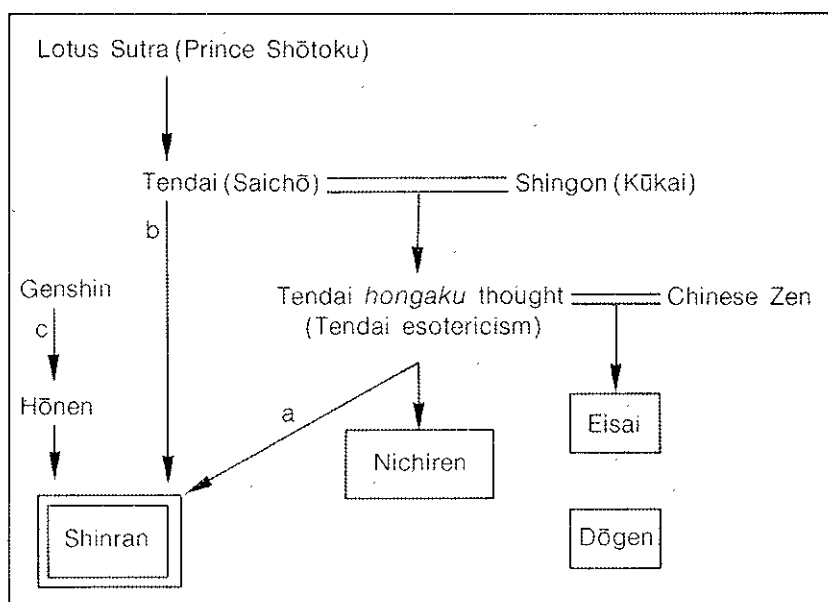 Lotus Sutra (Prince Shōtoku)
Tendai (Saichō)
Shingon (Kūkai)
b
Genshin
Tendai hongaku thought
(Tendai esotericism)
Chinese Zen
c
Hōnen
a
Nichiren
Eisai
Shinran
Dōgen